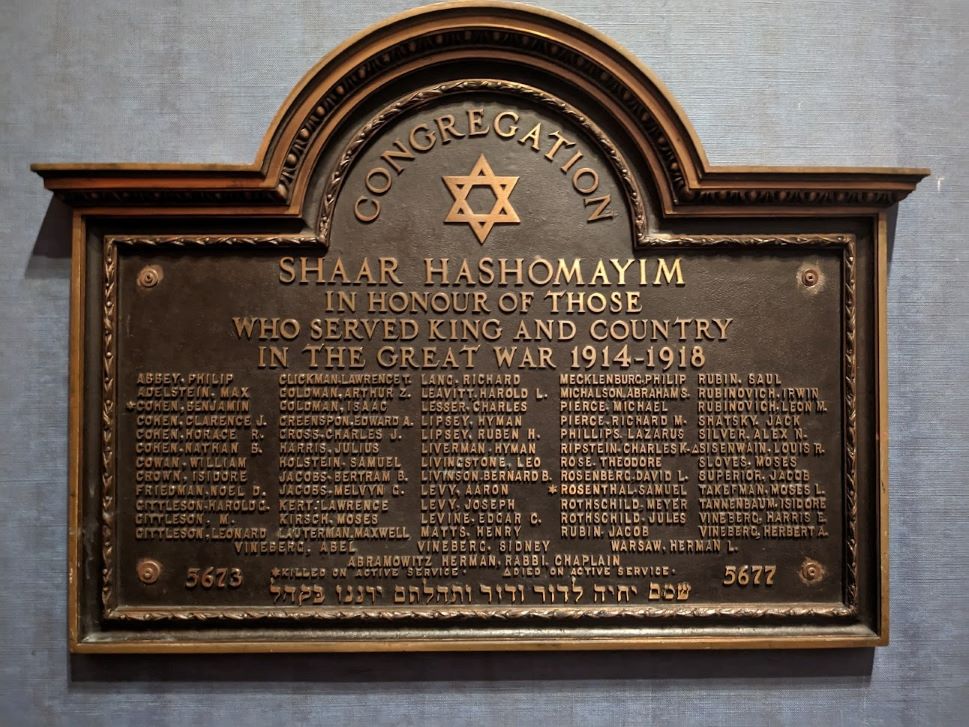 CONGREGATION
SHAAR HASHOMAYIM
IN HONOUR OF THOSE
WHO SERVED KING AND COUNTRY
IN THE GREAT WAR 1914-1918
ABBEY, PHILIP
ADELSTEIN, MAX
*COHEN, BENJAMIN
COHEN, CLARENCE J.
COHEN, HORACE R.
COHEN, NATHAN B.
COWAN, WILLIAM
CROWN, ISIDORE
FRIEDMAN, NOEL D.
GITTLESON, HAROLD G.
GITTLESON, M.
GITTLESON, LEONARD
GLICKMAN, LAWRENCE T.
GOLDMAN, ARTHUR Z.
GOLDMAN, ISAAC
GREENSPON, EDWARD A.
GROSS, CHARLES J.
HARRIS, JULIUS
HOLSTEIN, SAMUEL
JACOBS, BERTRAM B.
JACOBS, MELVYN G.
KERT, LAWRENCE
KIRSCH, MOSES
LAUTERMAN, MAXWELL
LANG, RICHARD
LEAVITT, HAROLD L.
LESSER, CHARLES
LIPSEY, HYMAN
LIPSEY, RUBEN H.
LIVERMAN, HYMAN
LIVINGSTONE, LEO
LIVINSON, BERNARD B.
LEVY, AARON
LEVY, JOSEPH
LEVINE, EDGAR C.
MATTS, HENRY
MECKLENBURG, PHILIP
MICHALSON, ABRAHAM S.
PIERCE, MICHAEL
PIERCE, RICHARD M.
PHILLIPS, LAZARUS
RIPSTEIN, CHARLES K.
ROSE, THEODORE
ROSENBERG, DAVID L.
*ROSENTHAL, SAMUEL
ROTHSCHILD, MEYER
ROTHSCHILD, JULES
RUBIN, JACOB
RUBIN, SAUL
RUBINOVICH, IRWIN
RUBINOVICH, LEON M.
SHATSKY, JACK
SILVER, ALEX N.
△SISENWAIN, LOUIS R.
SLOVES, MOSES
SUPERIOR, JACOB
TAKEFMAN, MOSES L.
TANNENBAUM, ISIDORE
VINEBERG, HARRIS E.
VINEBERG, HERBERT A.
VINEBERG, ABEL VINEBERG, SIDNEY WARSAW, HERMAN L.
ABRAMOWITZ HERMAN, RABBI, CHAPLAIN
5673 *KILLED ON ACTIVE SERVICE. △DIED ON ACTIVE SERVICE. 5677
שמם יחיה לדור ודור ותהלתם ירננו בקהל